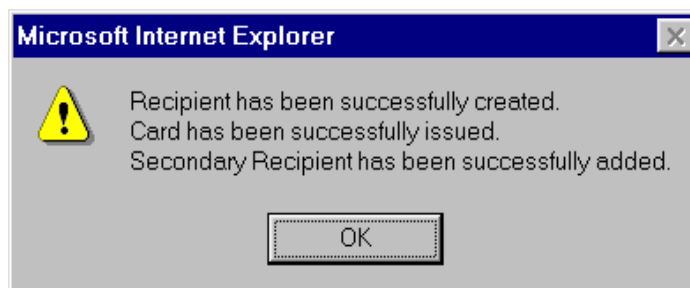 Microsoft Internet Explorer
Recipient has been successfully created.
Card has been successfully issued.
Secondary Recipient has been successfully added.
OK